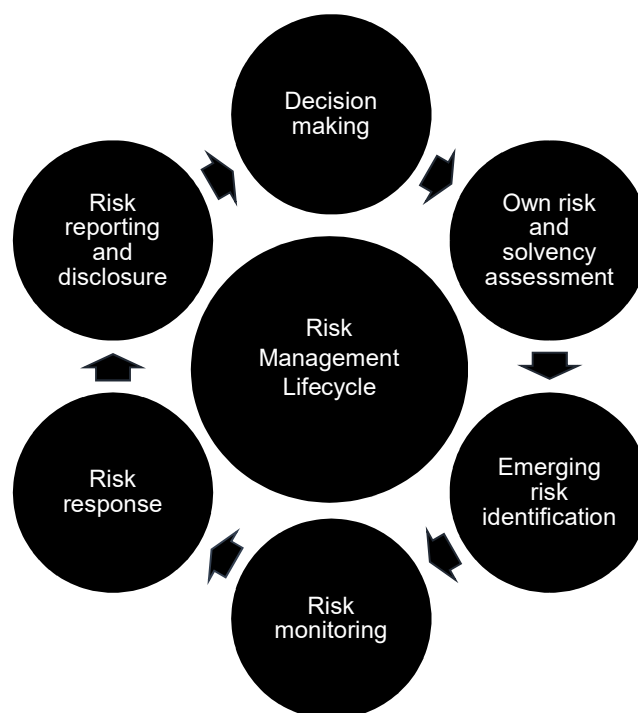 Decision
making
Own risk
and
solvency
assessment
Emerging
risk
identification
Risk
monitoring
Risk
response
Risk
reporting
and
disclosure
Risk
Management
Lifecycle